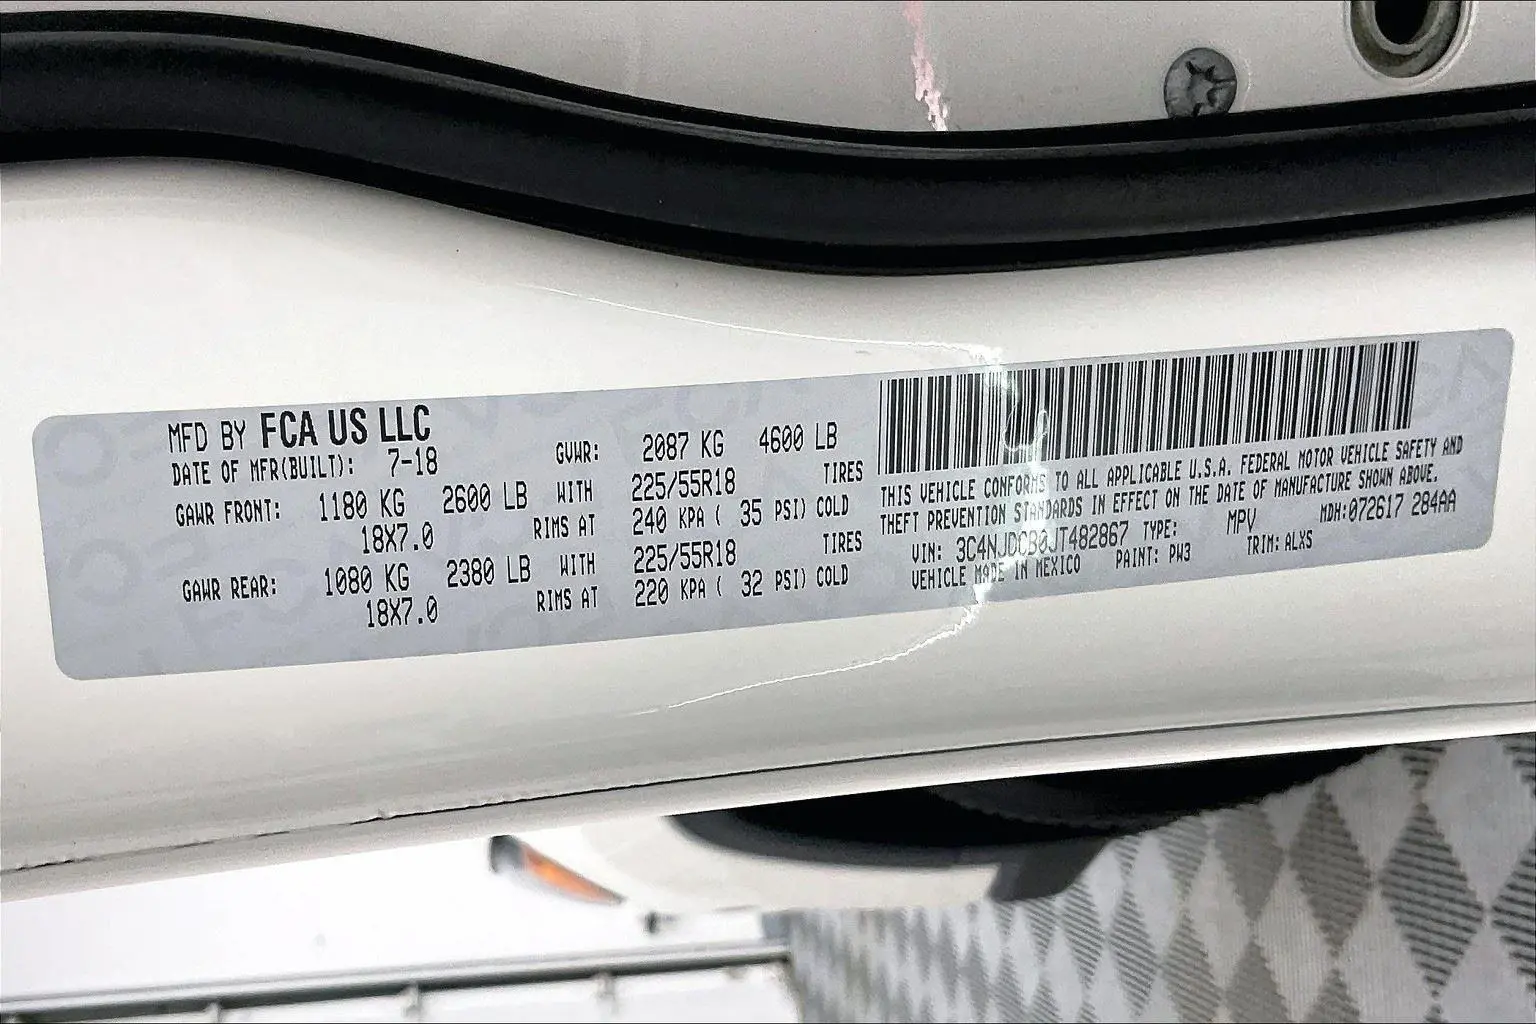 MFD BY FCA US LLC
DATE OF MFR(BUILT): 7-18
GVWR: 2087 KG 4600 LB
GAWR FRONT: 1180 KG 2600 LB WITH 225/55R18 TIRES
18X7.0 RIMS AT 240 KPA ( 35 PSI) COLD
GAWR REAR: 1080 KG 2380 LB WITH 225/55R18 TIRES
18X7.0 RIMS AT 220 KPA ( 32 PSI) COLD
THIS VEHICLE CONFORMS TO ALL APPLICABLE U.S.A. FEDERAL MOTOR VEHICLE SAFETY AND
THEFT PREVENTION STANDARDS IN EFFECT ON THE DATE OF MANUFACTURE SHOWN ABOVE.
VIN: 3C4NJDCB0JT482867 TYPE: MPV MDH:072617 284AA
VEHICLE MADE IN MEXICO PAINT: PW3 TRIM: ALXS